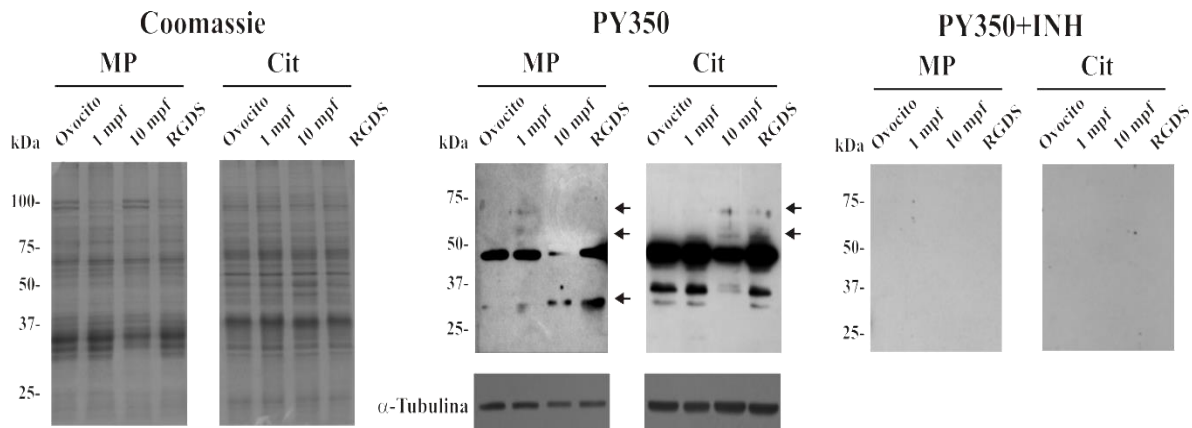 Coomassie PY350 PY350+INH
MP Cit MP Cit MP Cit
Ovocito 1 mpf 10 mpf RGDS Ovocito 1 mpf 10 mpf RGDS Ovocito 1 mpf 10 mpf RGDS Ovocito 1 mpf 10 mpf RGDS Ovocito 1 mpf 10 mpf RGDS Ovocito 1 mpf 10 mpf RGDS
kDa kDa kDa
100-
75-
50-
37-
25-
75-
50-
37-
25-
75-
50-
37-
25-
α-Tubulina